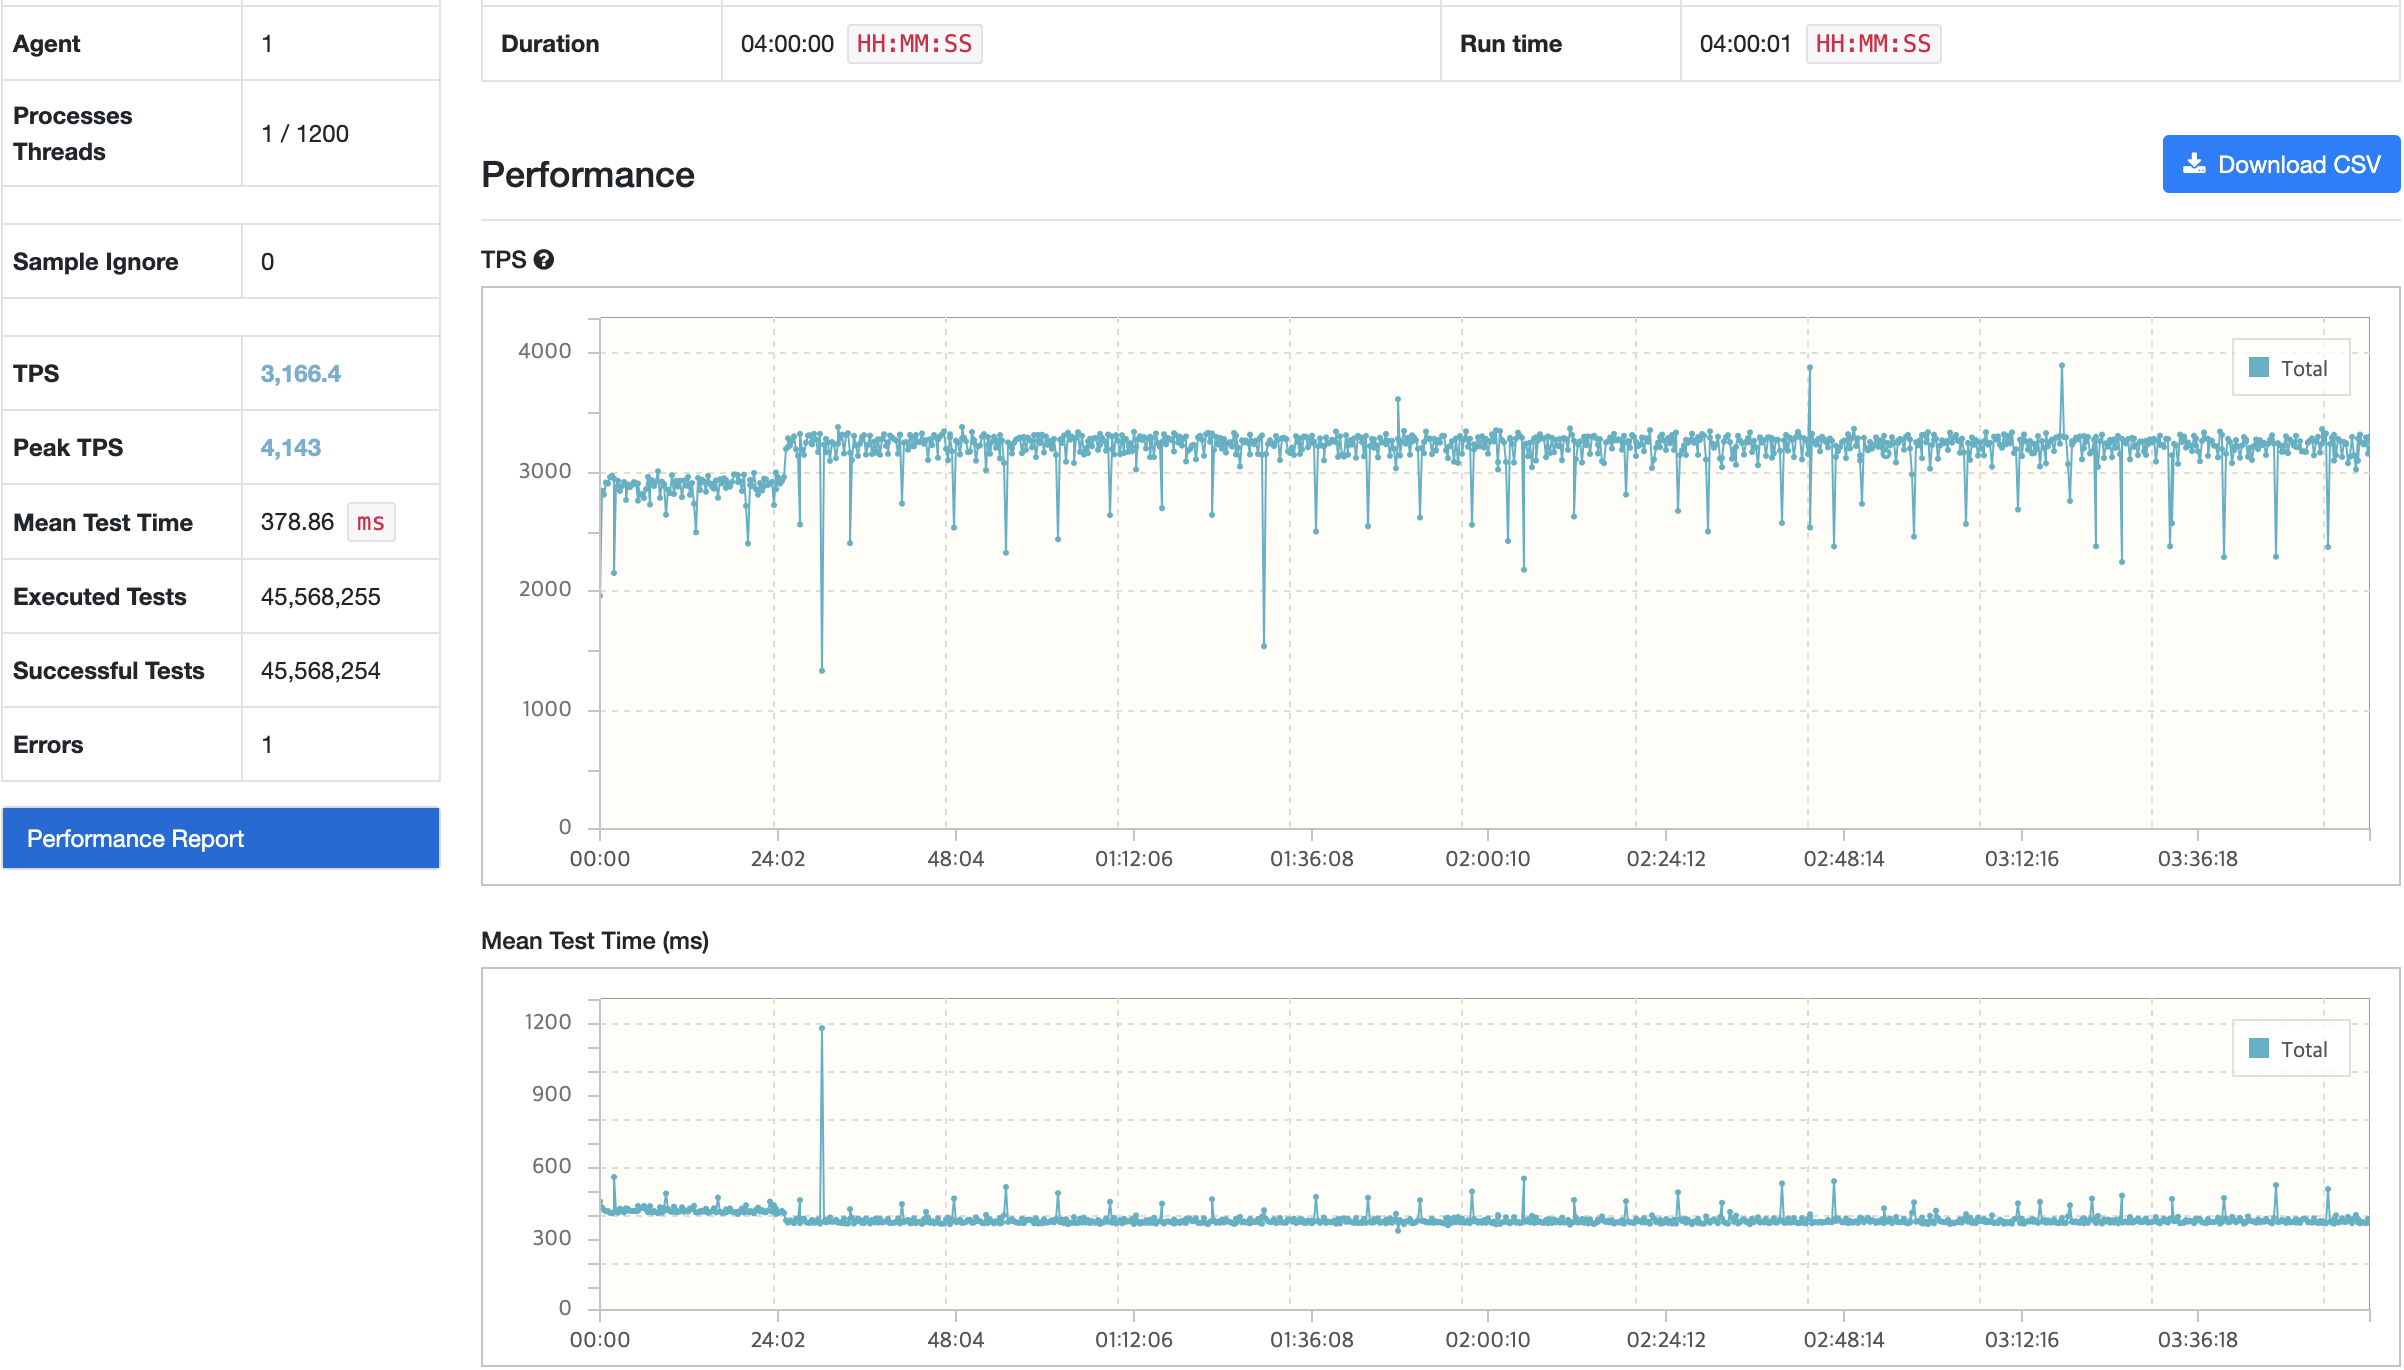 Agent 1
Duration 04:00:00 HH:MM:SS Run time 04:00:01 HH:MM:SS
Processes
Threads
1 / 1200
Performance
Download CSV
Sample Ignore 0
TPS 3,166.4
Peak TPS 4,143
Mean Test Time 378.86 ms
Executed Tests 45,568,255
Successful Tests 45,568,254
Errors 1
Performance Report
TPS ?
4000
3000
2000
1000
0
Total
00:00 24:02 48:04 01:12:06 01:36:08 02:00:10 02:24:12 02:48:14 03:12:16 03:36:18
Mean Test Time (ms)
1200
900
600
300
0
Total
00:00 24:02 48:04 01:12:06 01:36:08 02:00:10 02:24:12 02:48:14 03:12:16 03:36:18